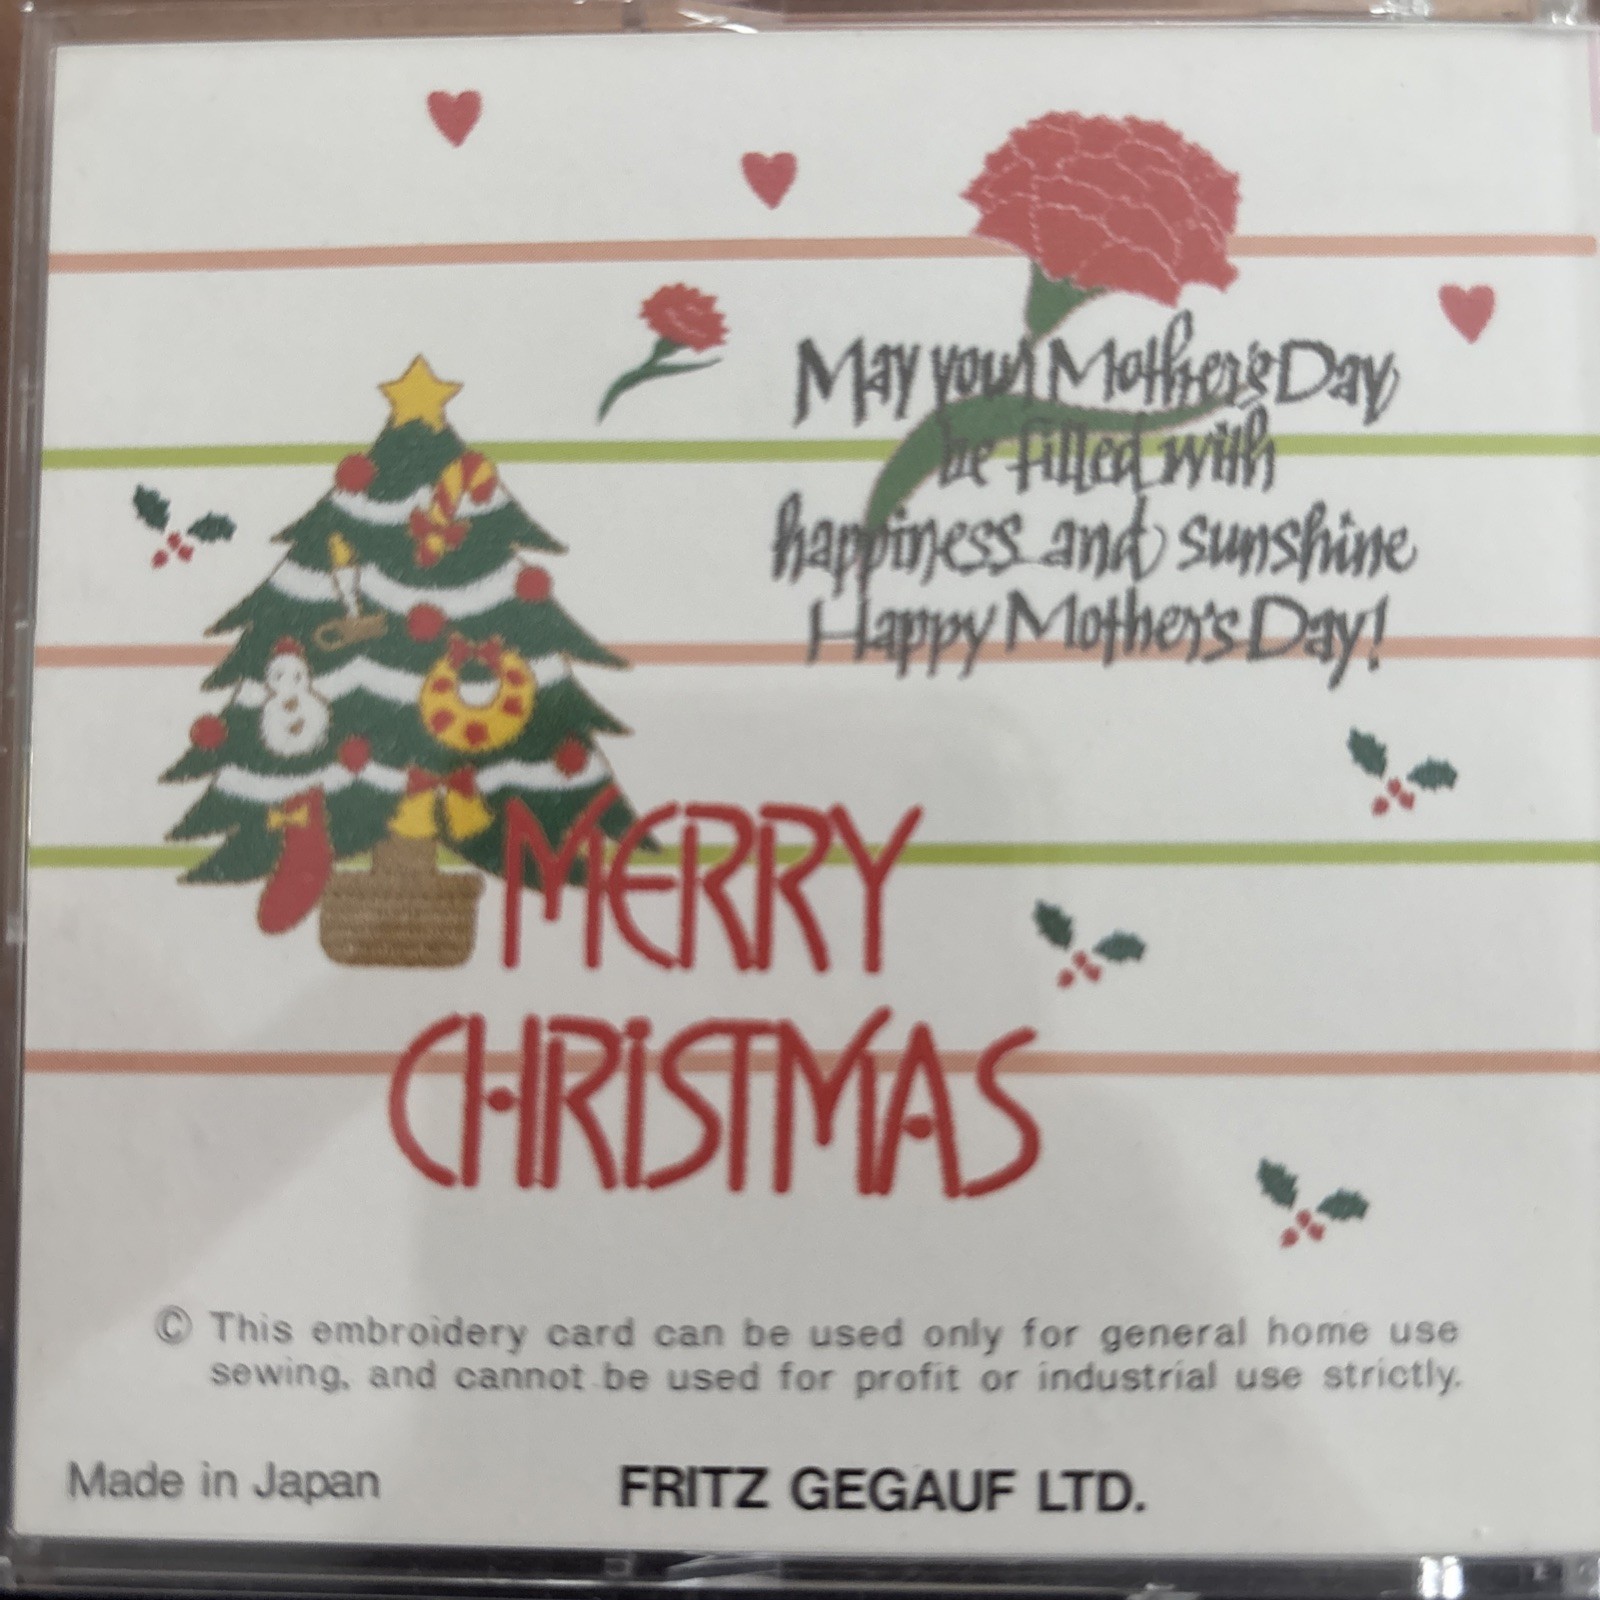 May your Mother's Day
be filled with
happiness and sunshine
Happy Mother's Day!
MERRY
CHRiSTMAS
© This embroidery card can be used only for general home use
sewing, and cannot be used for profit or industrial use strictly.
Made in Japan
FRITZ GEGAUF LTD.